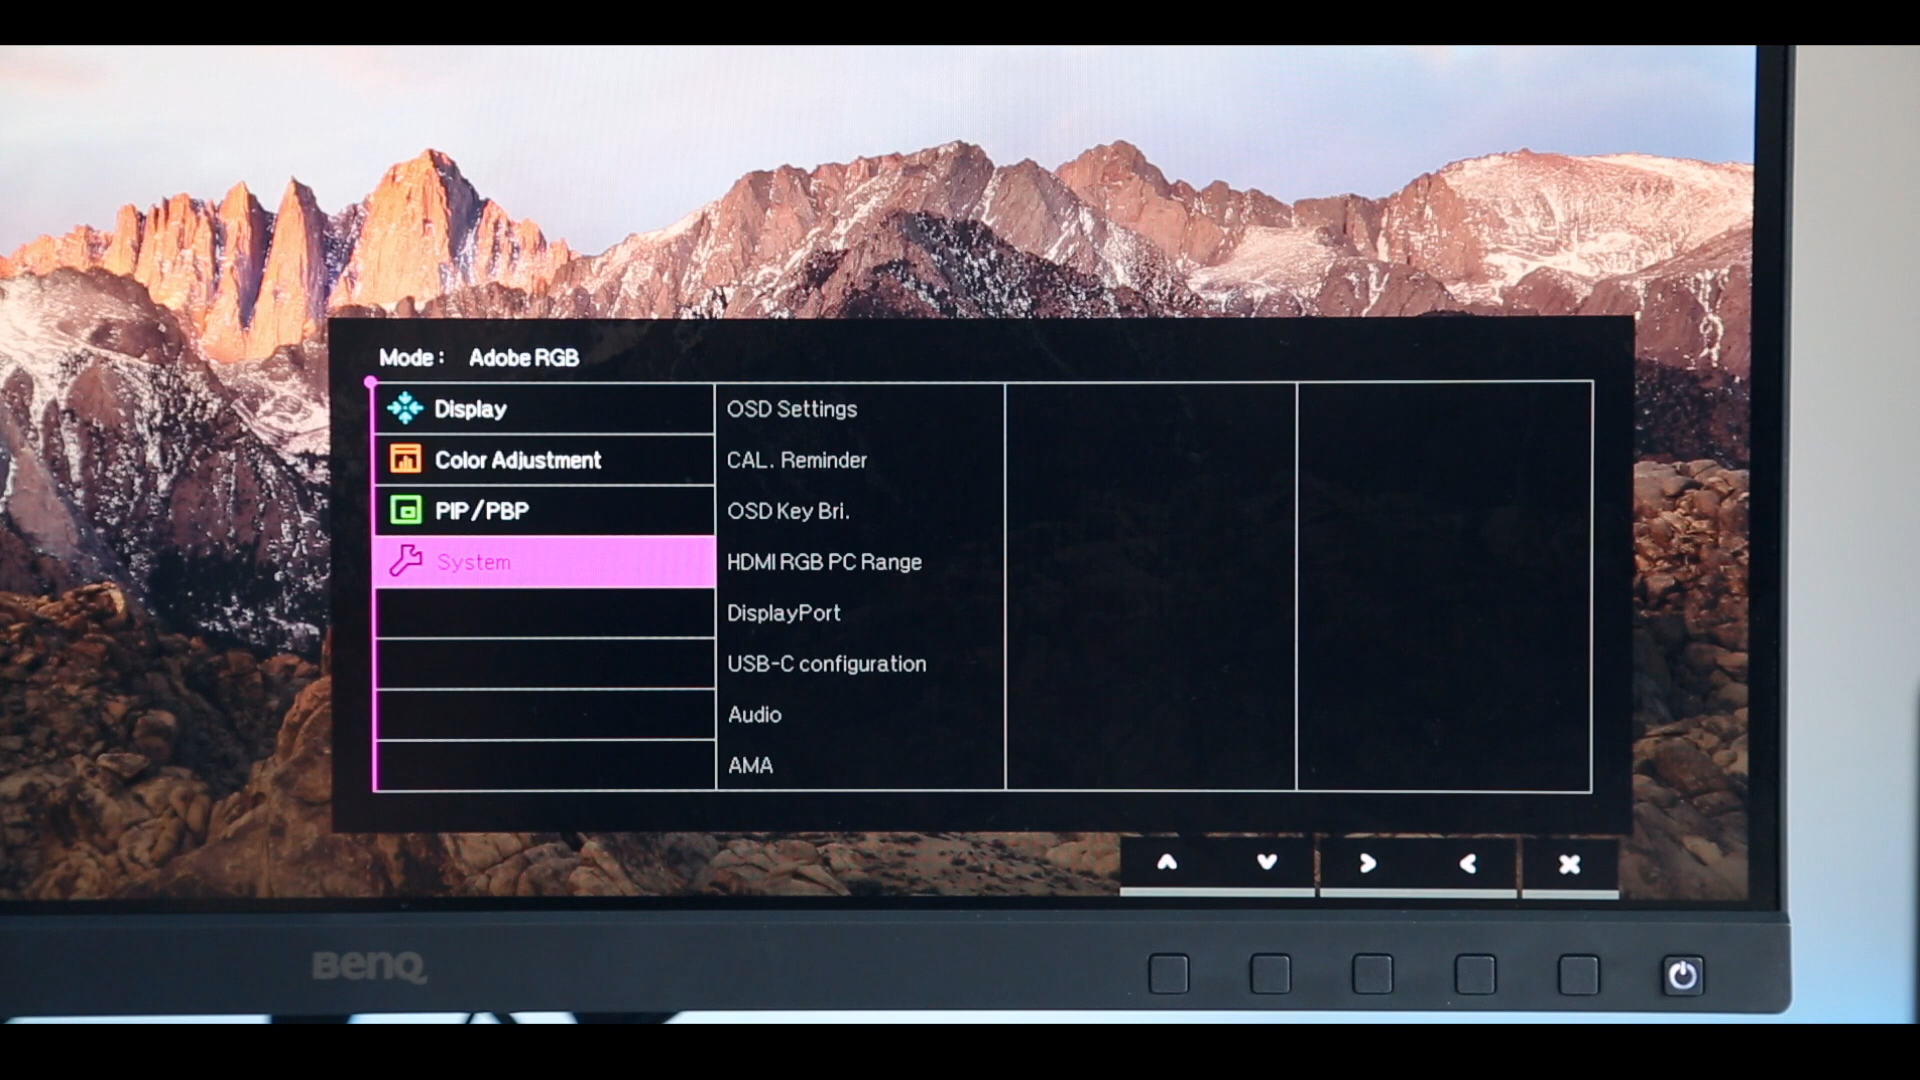 Mode: Adobe RGB
Display
Color Adjustment
PIP/PBP
System
OSD Settings
CAL. Reminder
OSD Key Bri.
HDMI RGB PC Range
DisplayPort
USB-C configuration
Audio
AMA
BenQ